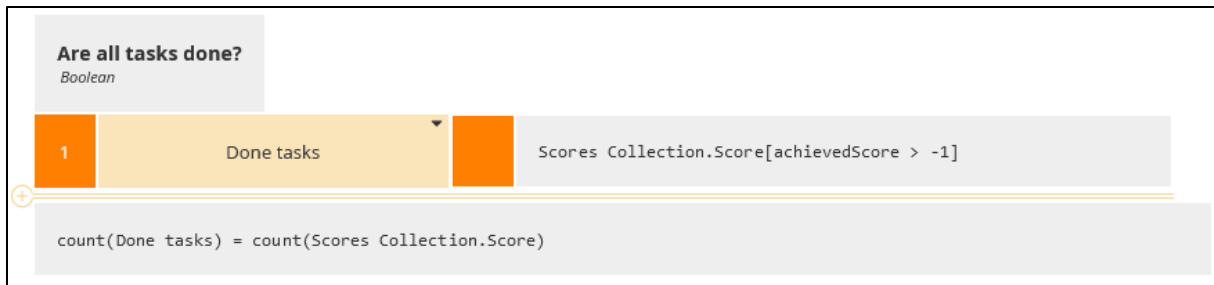 Are all tasks done?
Boolean
1 Done tasks Scores Collection.Score[achievedScore > -1]
count(Done tasks) = count(Scores Collection.Score)